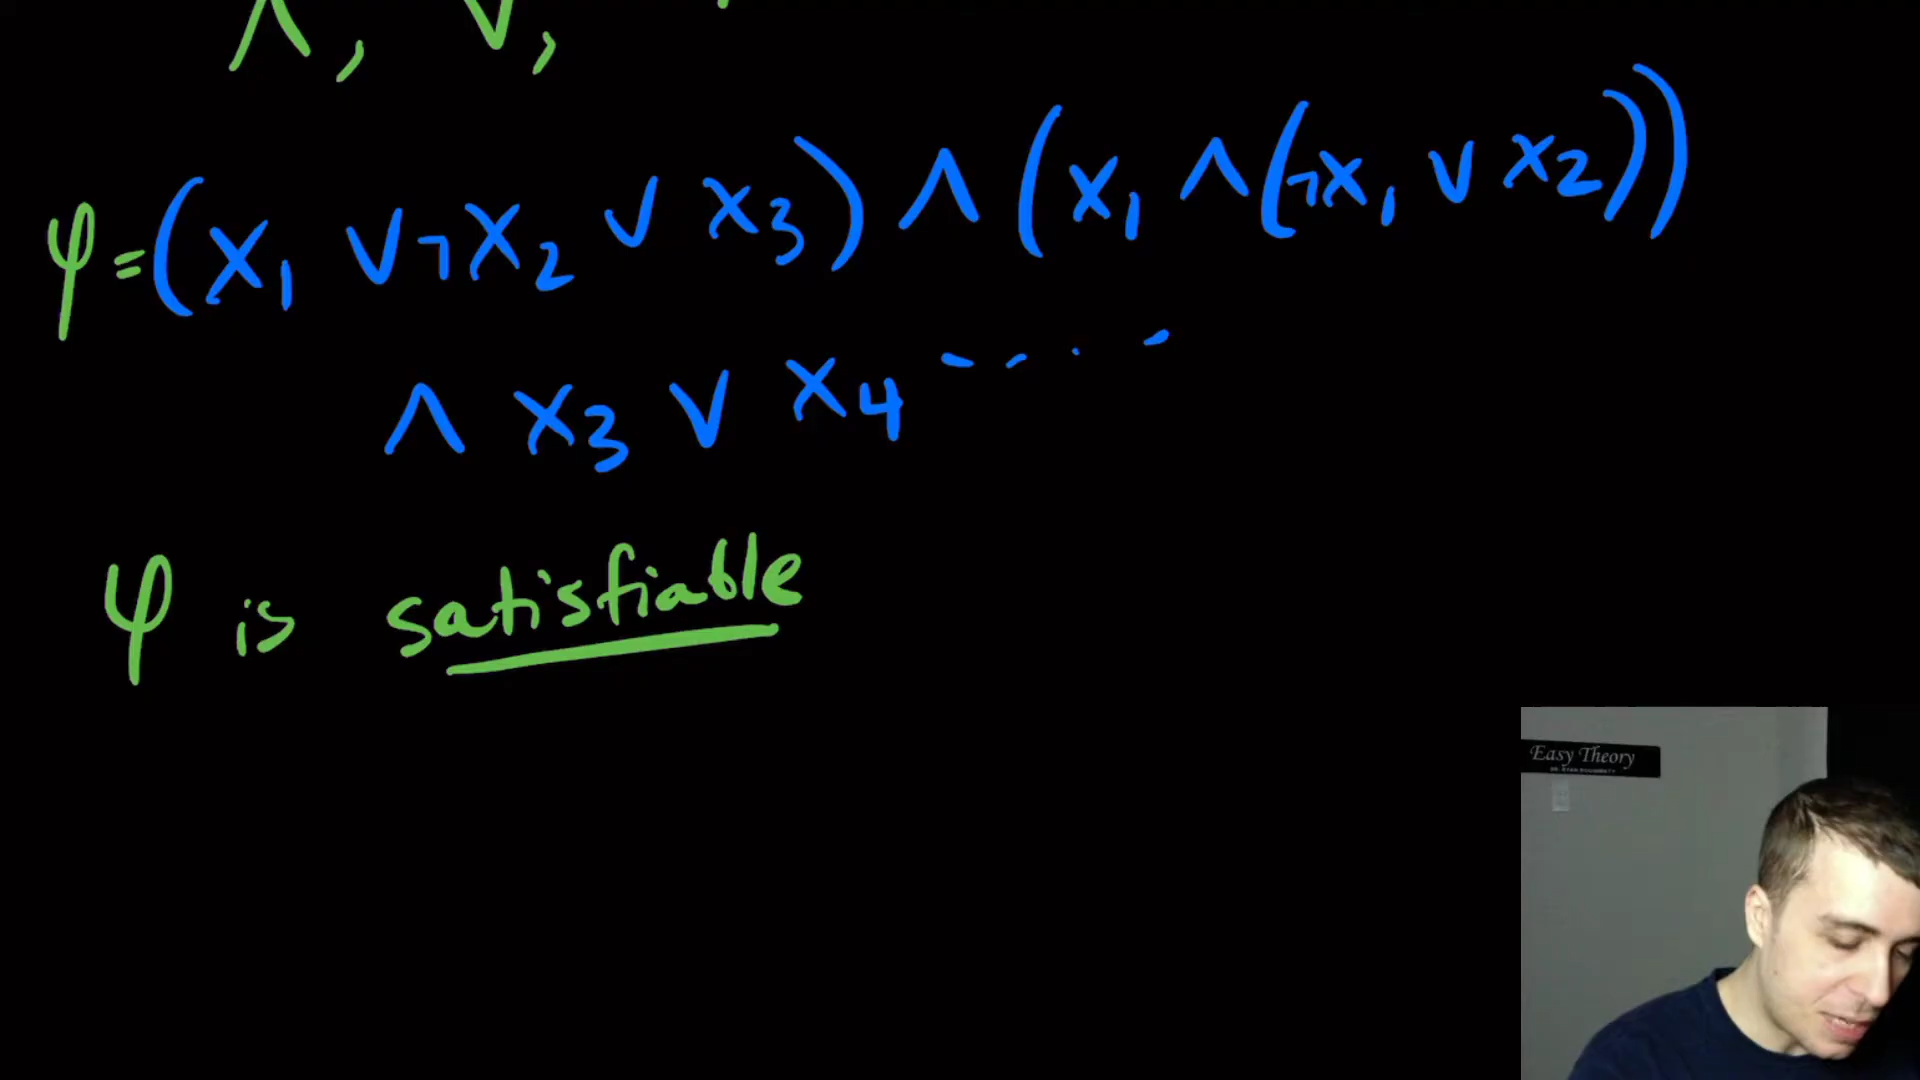 ∧, ∨,
φ = (x₁ ∨ ¬x₂ ∨ x₃) ∧ (x₁ ∧ (¬x₁ ∨ x₂))
∧ x₃ ∨ x₄ ....
φ is satisfiable
Easy Theory